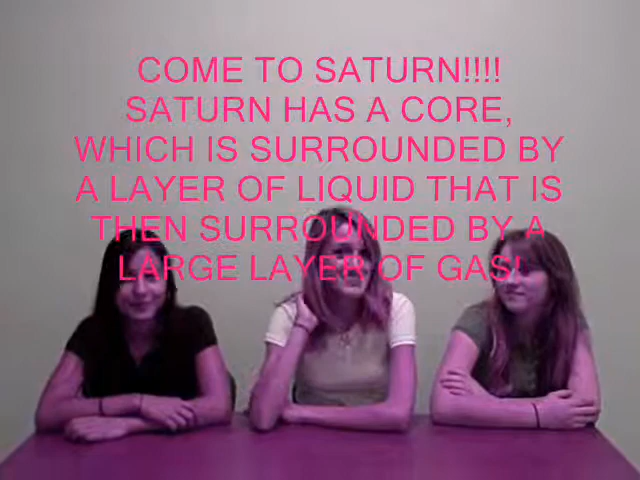 COME TO SATURN!!!!
SATURN HAS A CORE,
WHICH IS SURROUNDED BY
A LAYER OF LIQUID THAT IS
THEN SURROUNDED BY A
LARGE LAYER OF GAS!